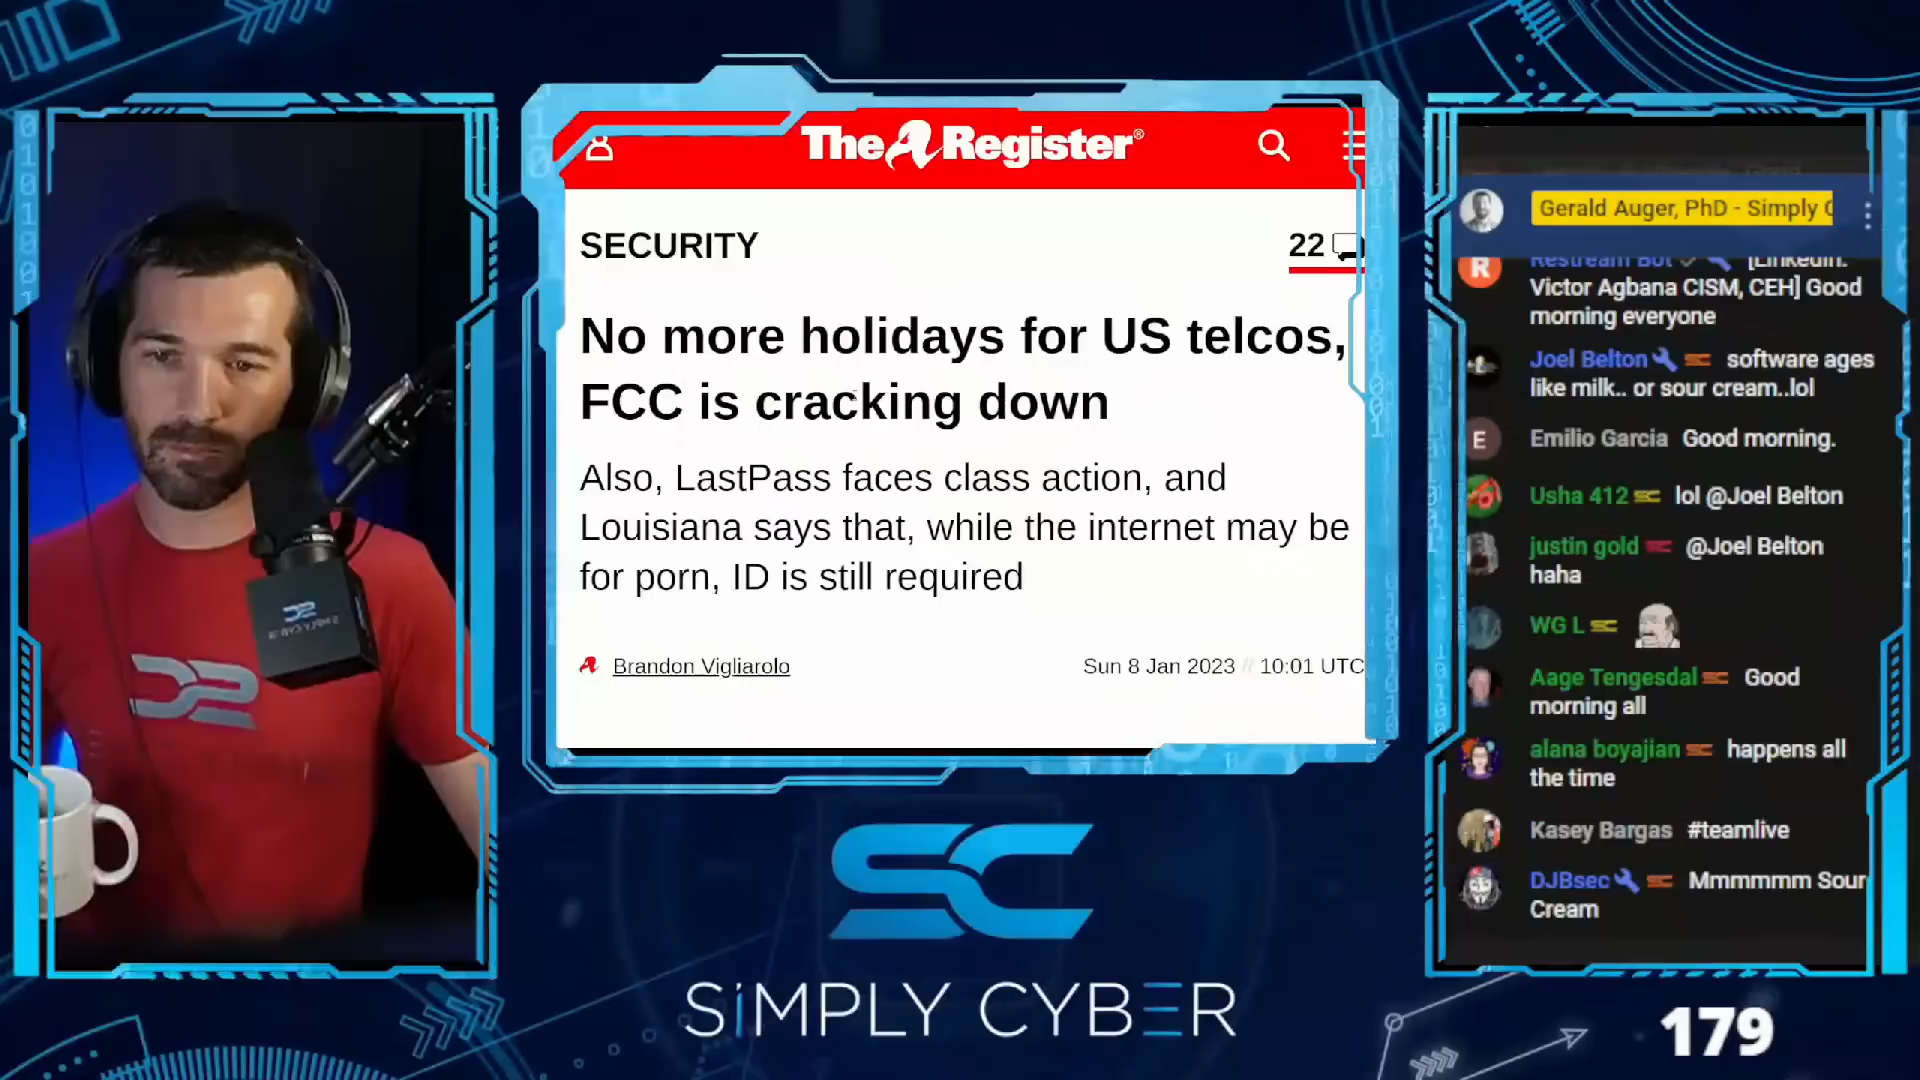 The Register®
SECURITY
22
No more holidays for US telcos,
FCC is cracking down
Also, LastPass faces class action, and
Louisiana says that, while the internet may be
for porn, ID is still required
Brandon Vigliarolo
Sun 8 Jan 2023 // 10:01 UTC
SC
SiMPLY CYBER
Gerald Auger, PhD - Simply C
Restream Bot [LinkedIn:
Victor Agbana CISM, CEH] Good
morning everyone
Joel Belton software ages
like milk.. or sour cream..lol
E
Emilio Garcia Good morning.
Usha 412 lol @Joel Belton
justin gold @Joel Belton
haha
WG L
Aage Tengesdal Good
morning all
alana boyajian happens all
the time
Kasey Bargas #teamlive
DJBsec Mmmmmm Sour
Cream
179